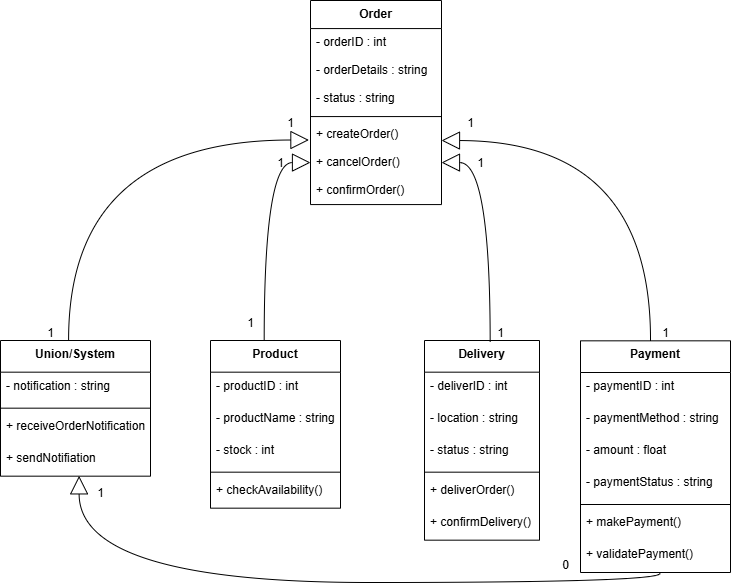 Order
- orderID : int
- orderDetails : string
- status : string
+ createOrder()
+ cancelOrder()
+ confirmOrder()
1
1
1
1
1
1
1
1
Union/System
- notification : string
+ receiveOrderNotification
+ sendNotifiation
Product
- productID : int
- productName : string
- stock : int
+ checkAvailability()
Delivery
- deliverID : int
- location : string
- status : string
+ deliverOrder()
+ confirmDelivery()
Payment
- paymentID : int
- paymentMethod : string
- amount : float
- paymentStatus : string
+ makePayment()
+ validatePayment()
1
0